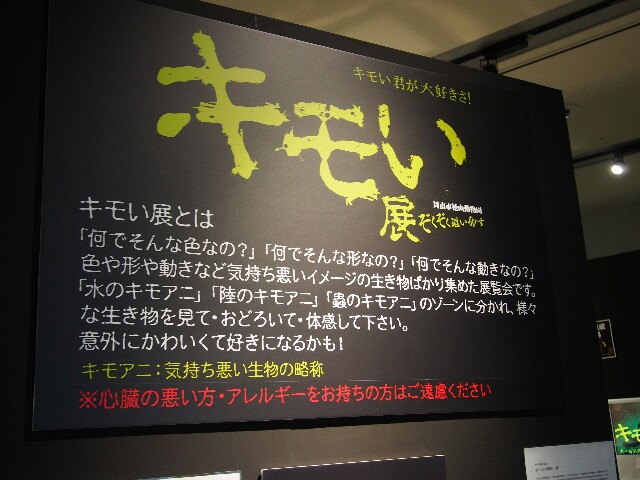 キモい君が大好きさ!
キモい
展
ぞくぞく這い出す
キモい展とは
「何でそんな色なの?」「何でそんな形なの?」「何でそんな動きなの?」
色や形や動きなど気持ち悪いイメージの生き物ばかり集めた展覧会です。
「水のキモアニ」「陸のキモアニ」「蟲のキモアニ」のゾーンに分かれ、様々
な生き物を見て・おどろいて・体感して下さい。
意外にかわいくて好きになるかも!
キモアニ:気持ち悪い生物の略称
※心臓の悪い方・アレルギーをお持ちの方はご遠慮ください
キモ